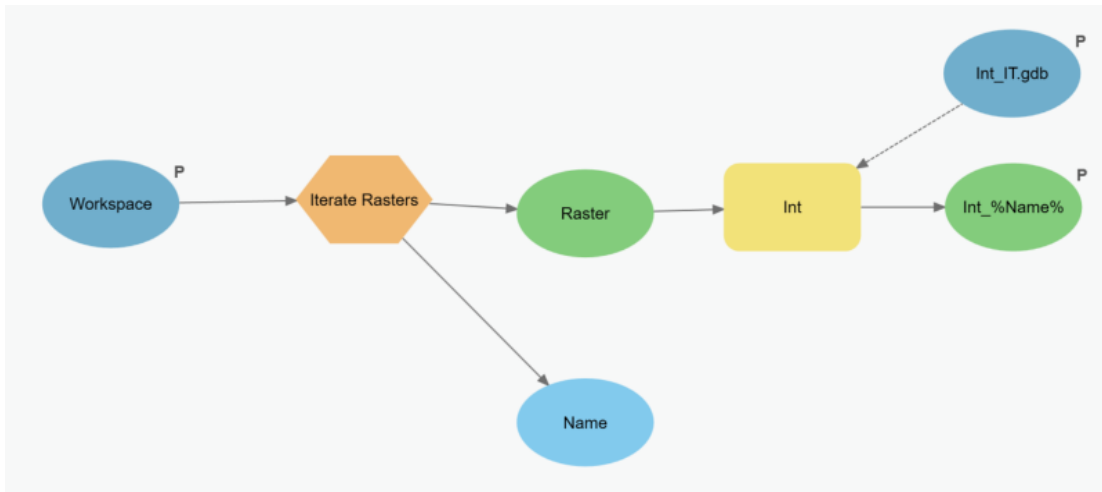 P
Int_IT.gdb
P
Workspace
Iterate Rasters
Raster
Int
P
Int_%Name%
Name